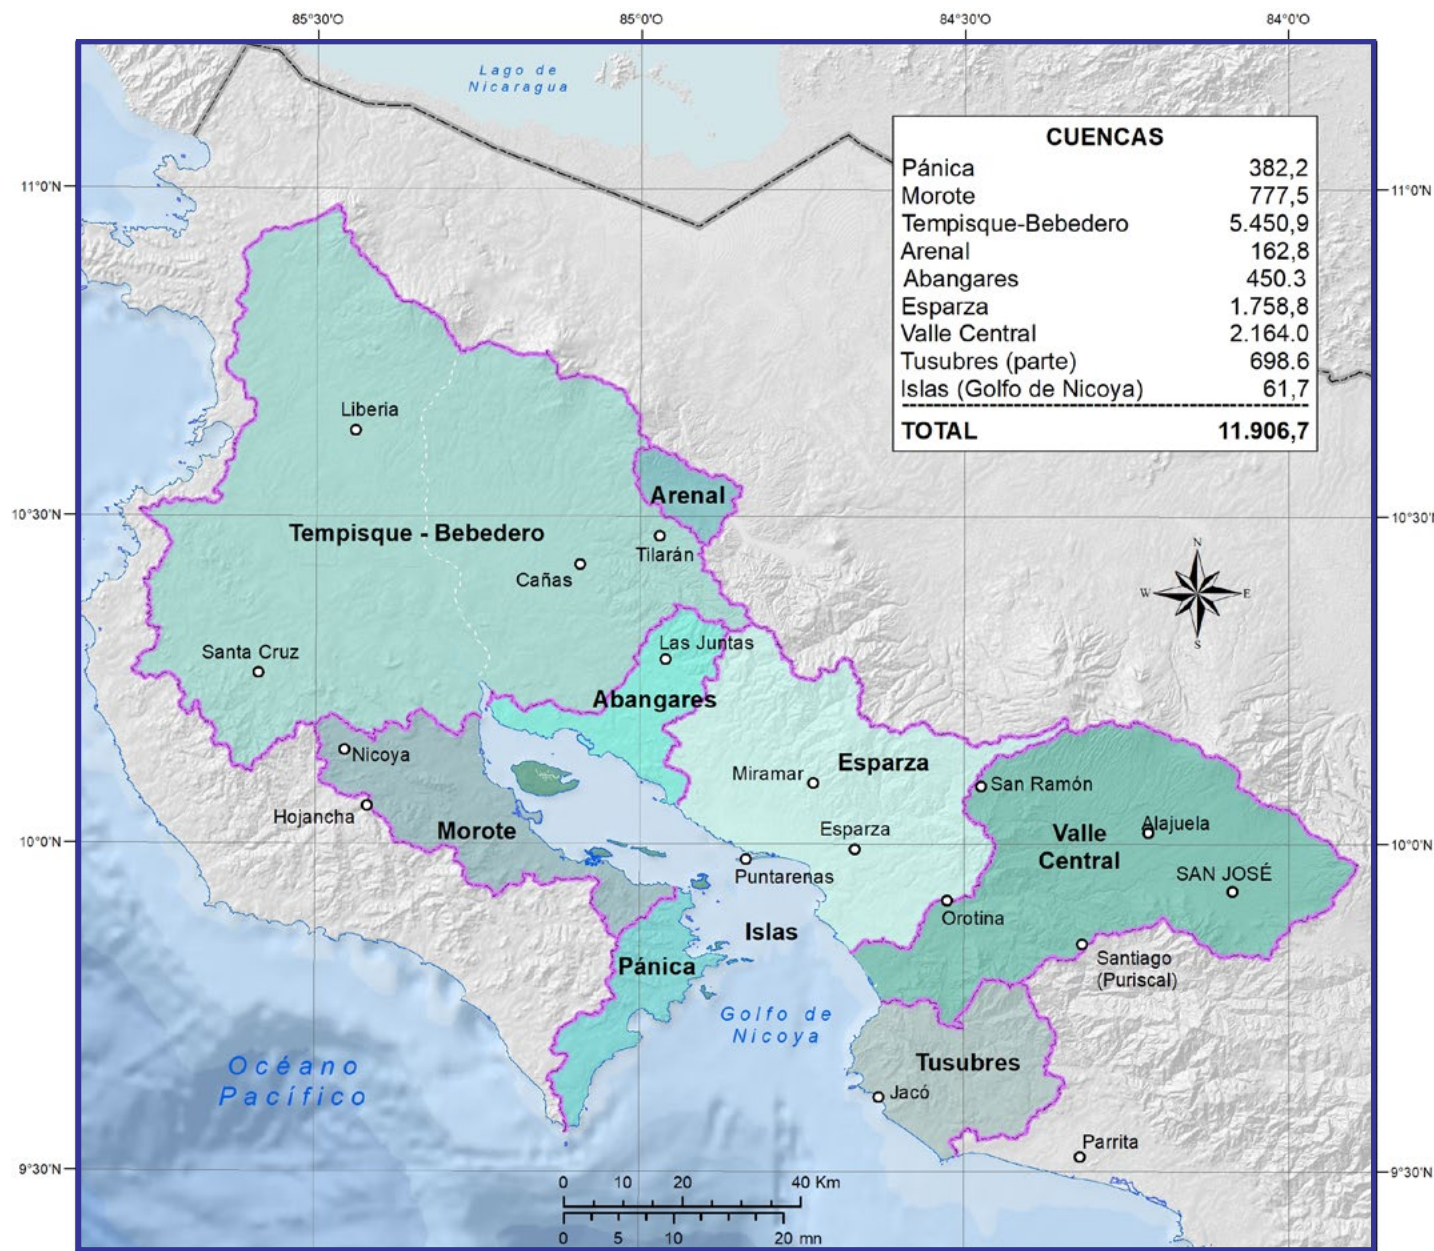 85°30'O 85°0'O 84°30'O 84°0'O
Lago de
Nicaragua
CUENCAS
Pánica 382,2
Morote 777,5
Tempisque-Bebedero 5.450,9
Arenal 162,8
Abangares 450.3
Esparza 1.758,8
Valle Central 2.164.0
Tusubres (parte) 698.6
Islas (Golfo de Nicoya) 61,7
TOTAL 11.906,7
11°0'N 11°0'N
Liberia
Arenal
10°30'N 10°30'N
Tempisque - Bebedero
Tilarán
Cañas
N
W E
S
Las Juntas
Santa Cruz
Abangares
Nicoya
Esparza
Miramar
San Ramón
Hojancha
Morote
Esparza
Valle
Central
Alajuela
10°0'N 10°0'N
Puntarenas
SAN JOSÉ
Orotina
Islas
Pánica
Santiago
(Puriscal)
Golfo de
Nicoya
Océano
Pacífico
Tusubres
Jacó
Parrita
9°30'N 9°30'N
0 10 20 40 Km
0 5 10 20 mn